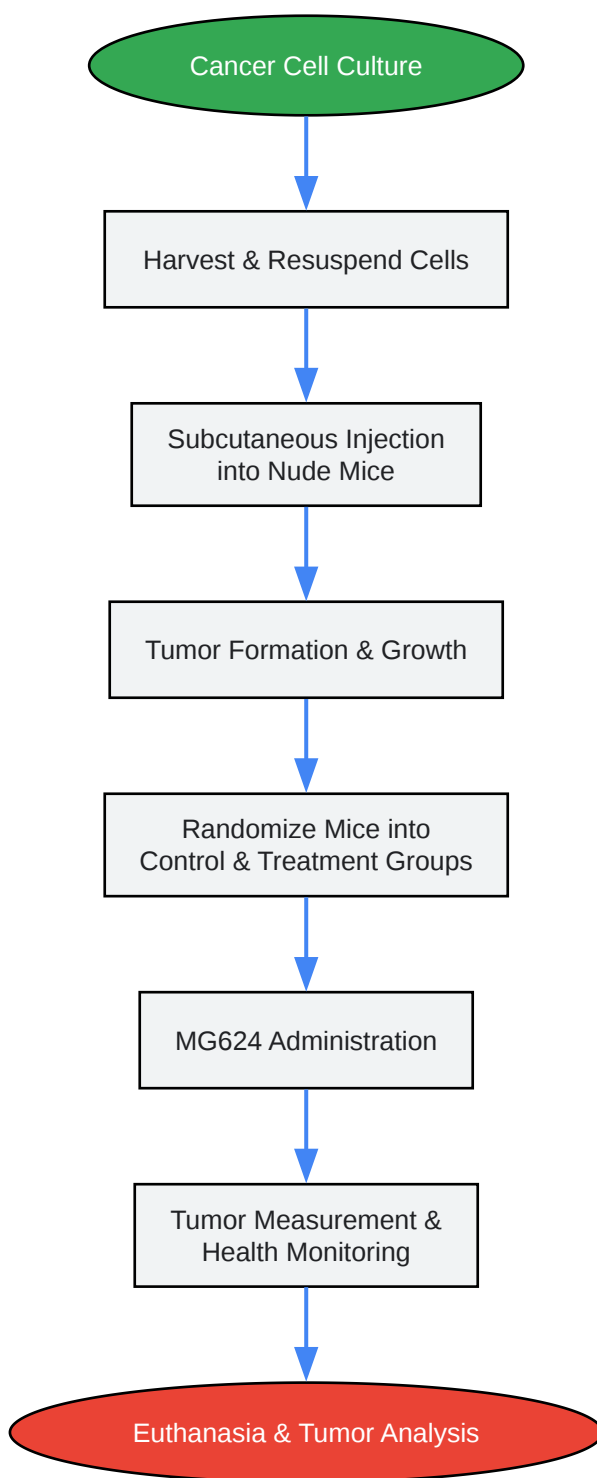 Cancer Cell Culture
Harvest & Resuspend Cells
Subcutaneous Injection
into Nude Mice
Tumor Formation & Growth
Randomize Mice into
Control & Treatment Groups
MG624 Administration
Tumor Measurement &
Health Monitoring
Euthanasia & Tumor Analysis